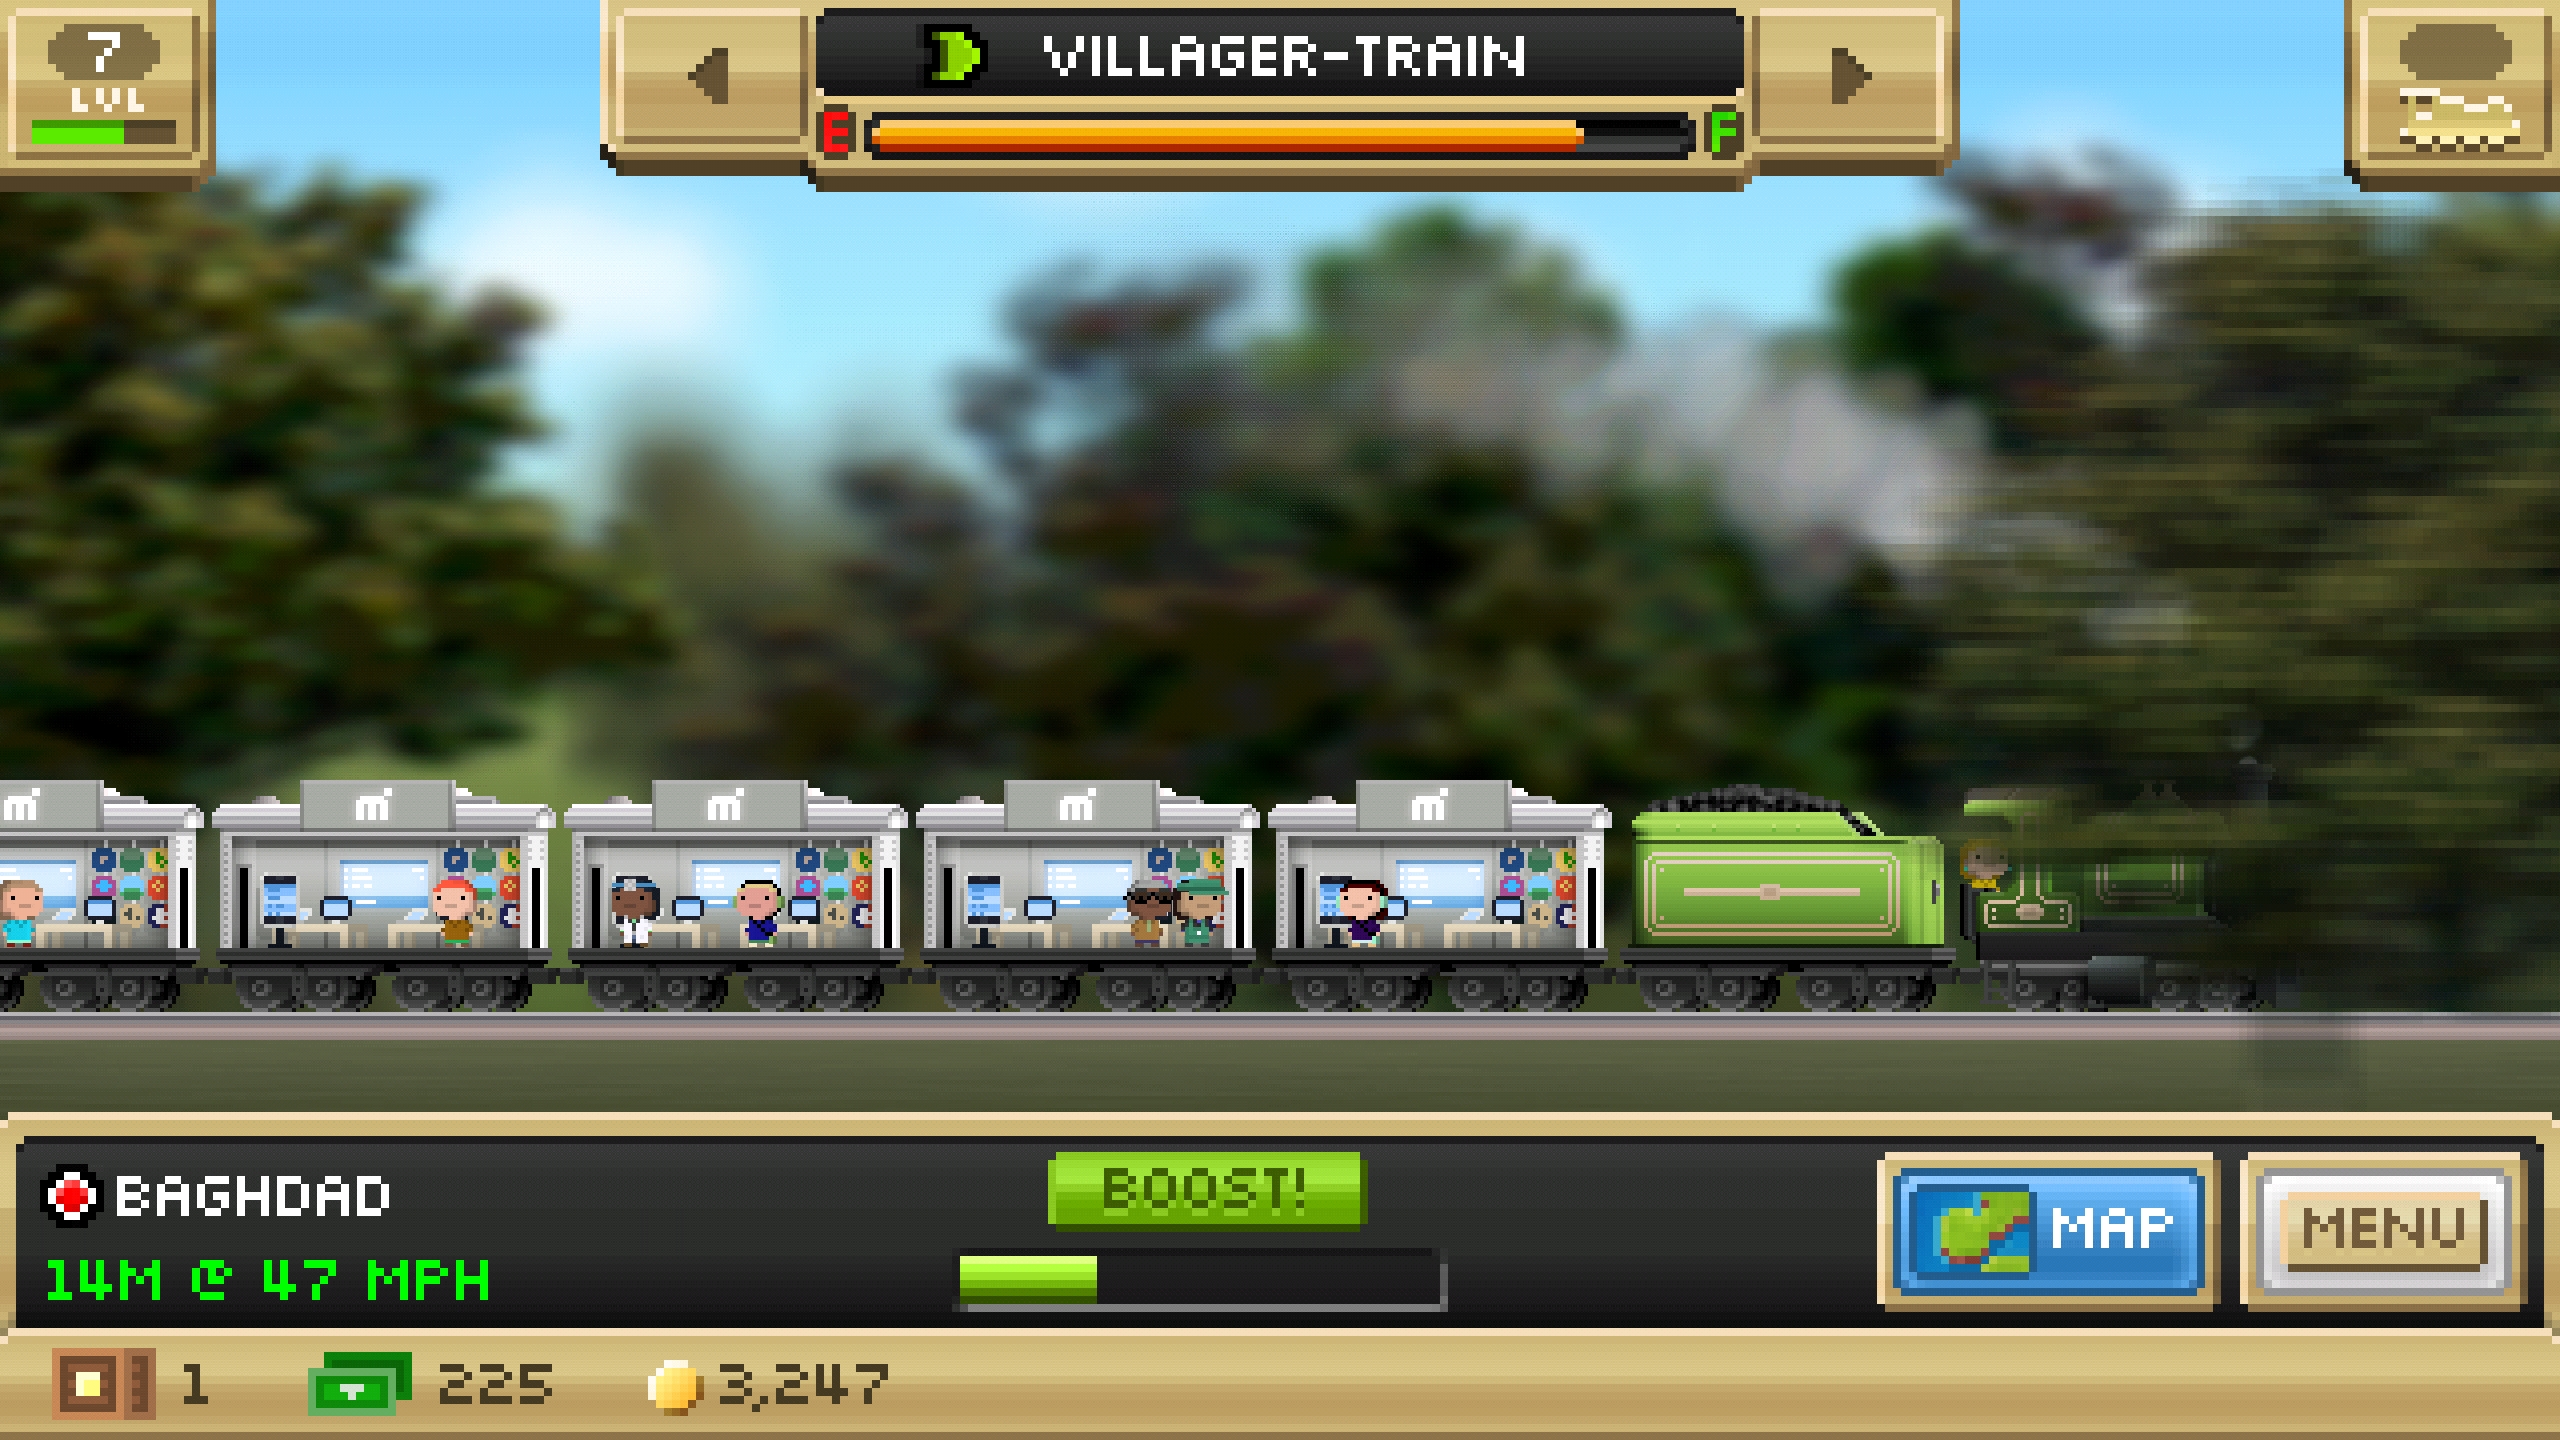 7
LVL
VILLAGER-TRAIN
E F
m
m
m
m
m
BAGHDAD
14M @ 47 MPH
BOOST!
MAP
MENU
1
225
3,247